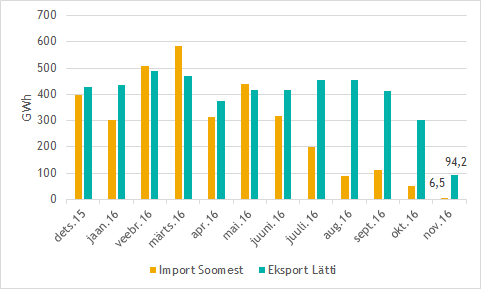 700
600
500
400
300
200
100
0
GWh
94,2
6,5
dets.15
jaan.16
veebr.16
märts.16
apr.16
mai.16
juuni.16
juuli.16
aug.16
sept.16
okt.16
nov.16
Import Soomest
Eksport Lätti